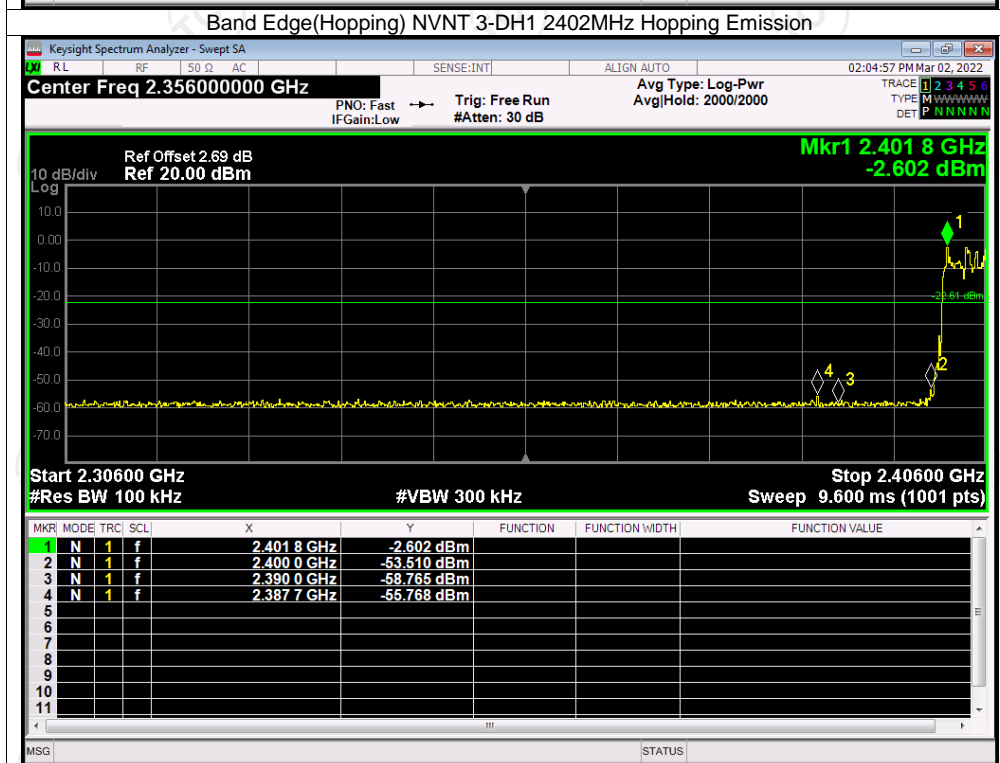 Band Edge(Hopping) NVNT 3-DH1 2402MHz Hopping Emission
Keysight Spectrum Analyzer - Swept SA
LXI RL RF 50 Ω AC SENSE:INT ALIGN AUTO 02:04:57 PM Mar 02, 2022
Center Freq 2.356000000 GHz
PNO: Fast
IFGain:Low
Trig: Free Run
#Atten: 30 dB
Avg Type: Log-Pwr
Avg|Hold: 2000/2000
TRACE 1 2 3 4 5 6
TYPE M WWWWW
DET P N N N N N
Ref Offset 2.69 dB
Ref 20.00 dBm
10 dB/div
Log
Mkr1 2.401 8 GHz
-2.602 dBm
10.0
0.00
-10.0
-20.0
-30.0
-40.0
-50.0
-60.0
-70.0
1
-22.61 dBm
2
4
3
Start 2.30600 GHz
Stop 2.40600 GHz
#Res BW 100 kHz
#VBW 300 kHz
Sweep 9.600 ms (1001 pts)
MKR MODE TRC SCL X Y FUNCTION FUNCTION WIDTH FUNCTION VALUE
1 N 1 f 2.401 8 GHz -2.602 dBm
2 N 1 f 2.400 0 GHz -53.510 dBm
3 N 1 f 2.390 0 GHz -58.765 dBm
4 N 1 f 2.387 7 GHz -55.768 dBm
5
6
7
8
9
10
11
MSG STATUS